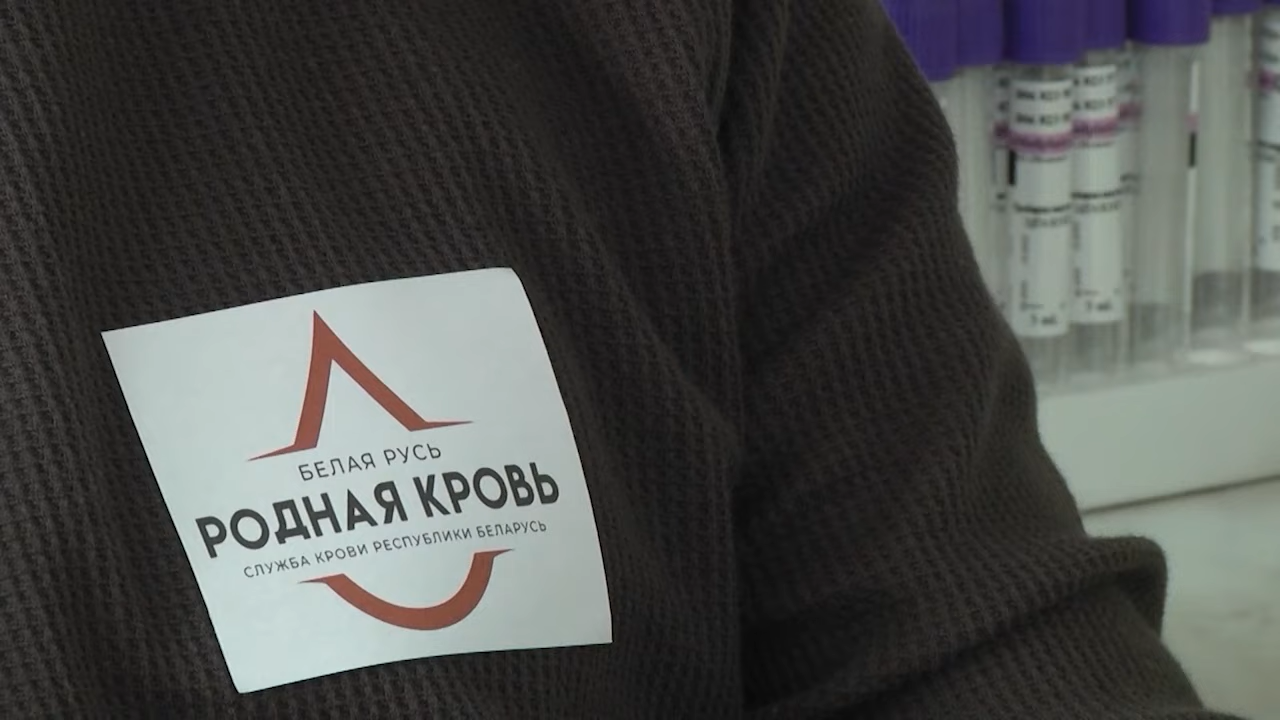 БЕЛАЯ РУСЬ
РОДНАЯ КРОВЬ
СЛУЖБА КРОВИ РЕСПУБЛИКИ БЕЛАРУСЬ